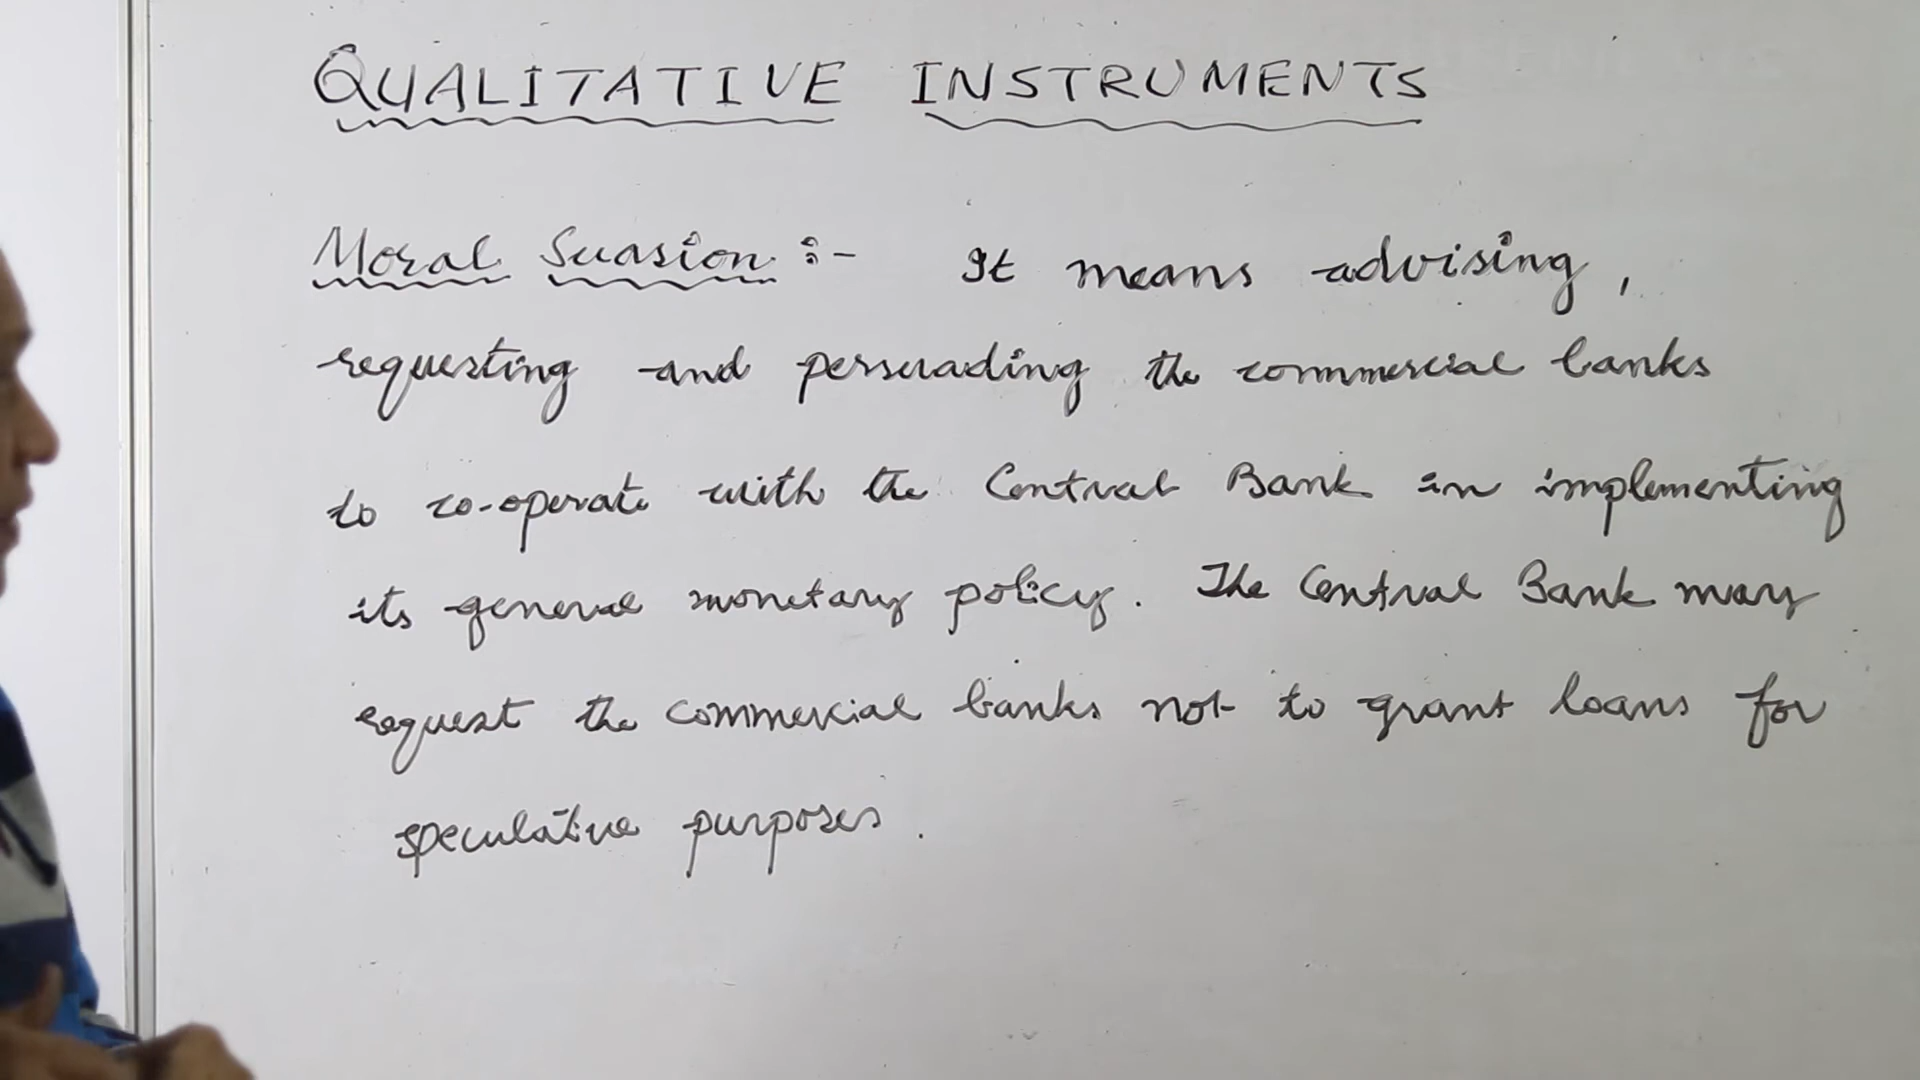 QUALITATIVE INSTRUMENTS
Moral Suasion :- It means advising,
requesting and persuading the commercial banks
to co-operate with the Central Bank in implementing
its general monetary policy. The Central Bank may
request the commercial banks not to grant loans for
speculative purposes.